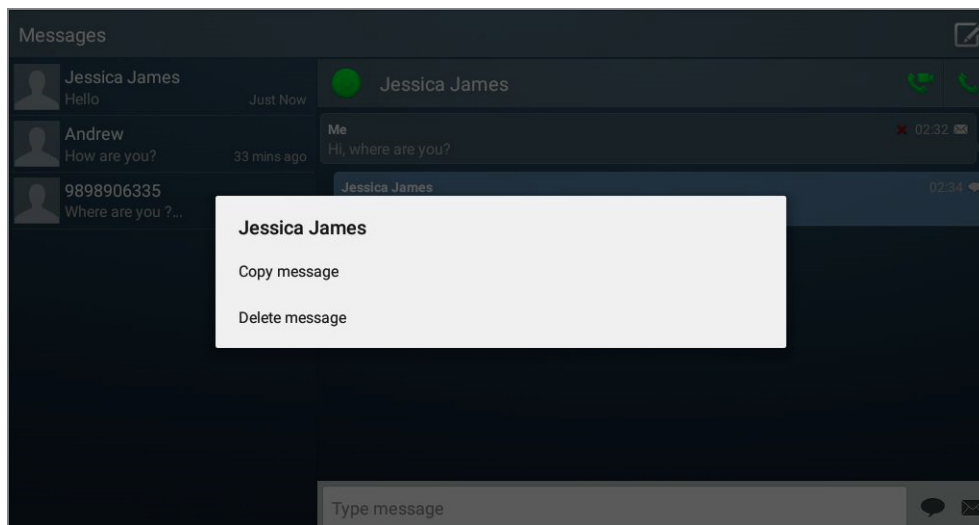 Messages
Jessica James
Hello
Just Now
Andrew
How are you?
33 mins ago
9898906335
Where are you ?...
Jessica James
Me
02:32
Hi, where are you?
Jessica James
02:34
Jessica James
Copy message
Delete message
Type message